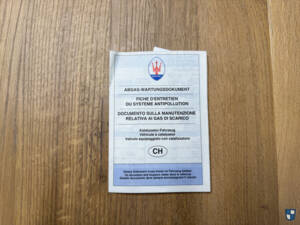 ABGAS-WARTUNGSDOKUMENT
FICHE D'ENTRETIEN
DU SYSTEME ANTIPOLLUTION
DOCUMENTO SULLA MANUTENZIONE
RELATIVA AI GAS DI SCARICO
Katalysator-Fahrzeug
Véhicule à catalyseur
Veicolo equipaggiato con catalizzatore
CH